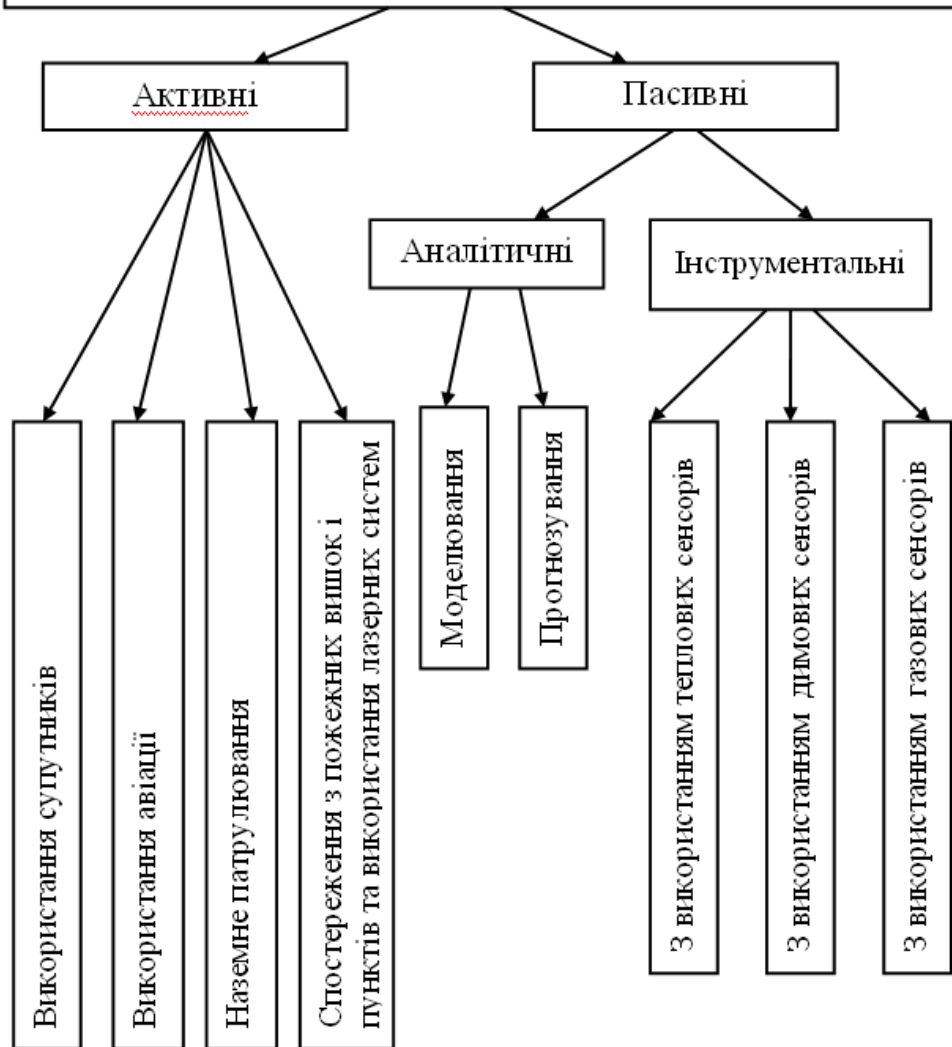 Активні
Пасивні
Аналітичні
Інструментальні
Використання супутників
Використання авіації
Наземне патрулювання
Спостереження з пожежних вишок і
пунктів та використання лазерних систем
Моделювання
Прогнозування
З використанням теплових сенсорів
З використанням димових сенсорів
З використанням газових сенсорів